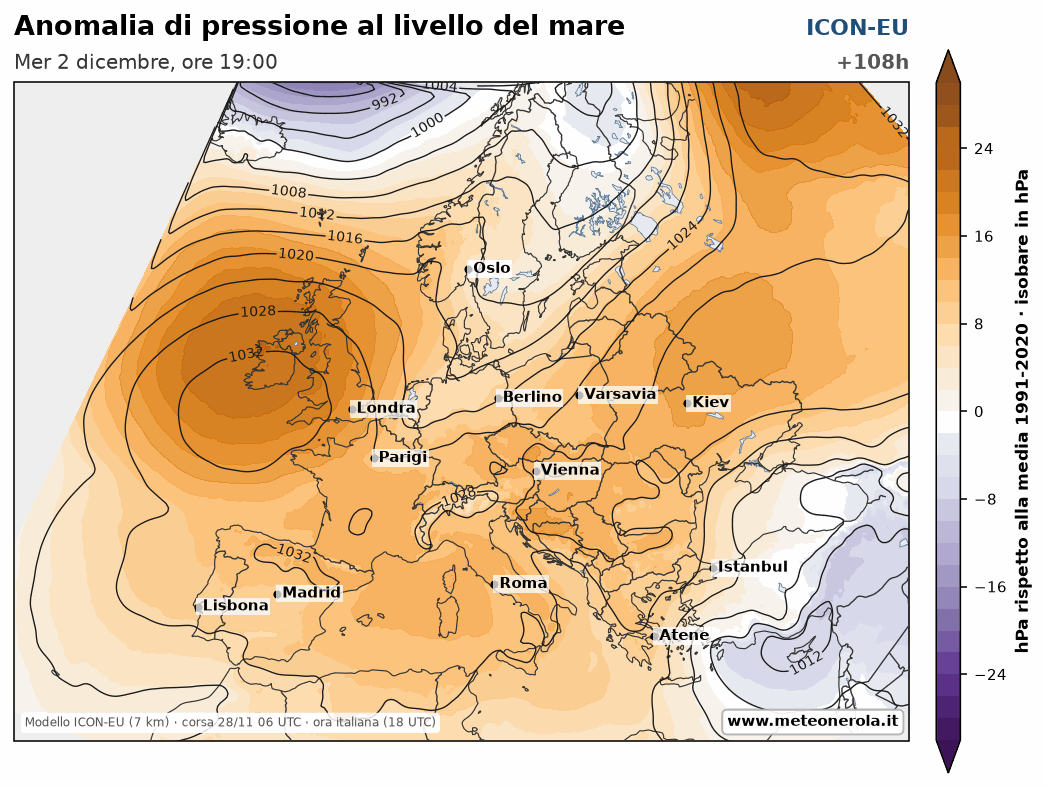 Anomalia di pressione al livello del mare
ICON-EU
Mer 2 dicembre, ore 19:00
+108h
1004
992
1000
1032
1008
1012
1016
1020
1024
1028
1032
Oslo
Londra
Berlino
Varsavia
Kiev
Parigi
Vienna
1028
1032
Madrid
Lisbona
Roma
Istanbul
Atene
1012
Modello ICON-EU (7 km) · corsa 28/11 06 UTC · ora italiana (18 UTC)
www.meteonerola.it
24
16
8
0
−8
−16
−24
hPa rispetto alla media 1991-2020 · isobare in hPa